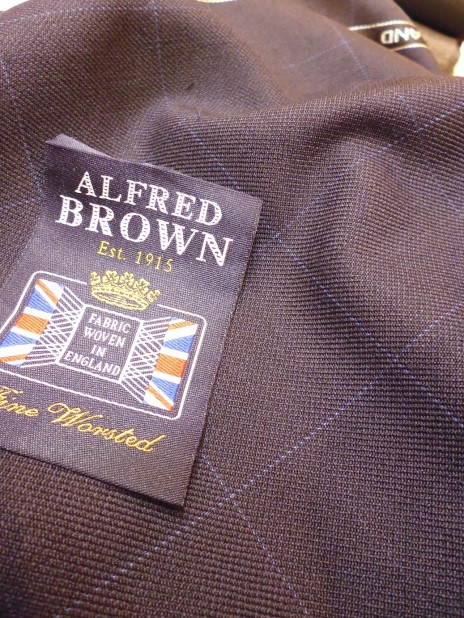 ALFRED
BROWN
Est. 1915
FABRIC
WOVEN
IN
ENGLAND
Fine Worsted